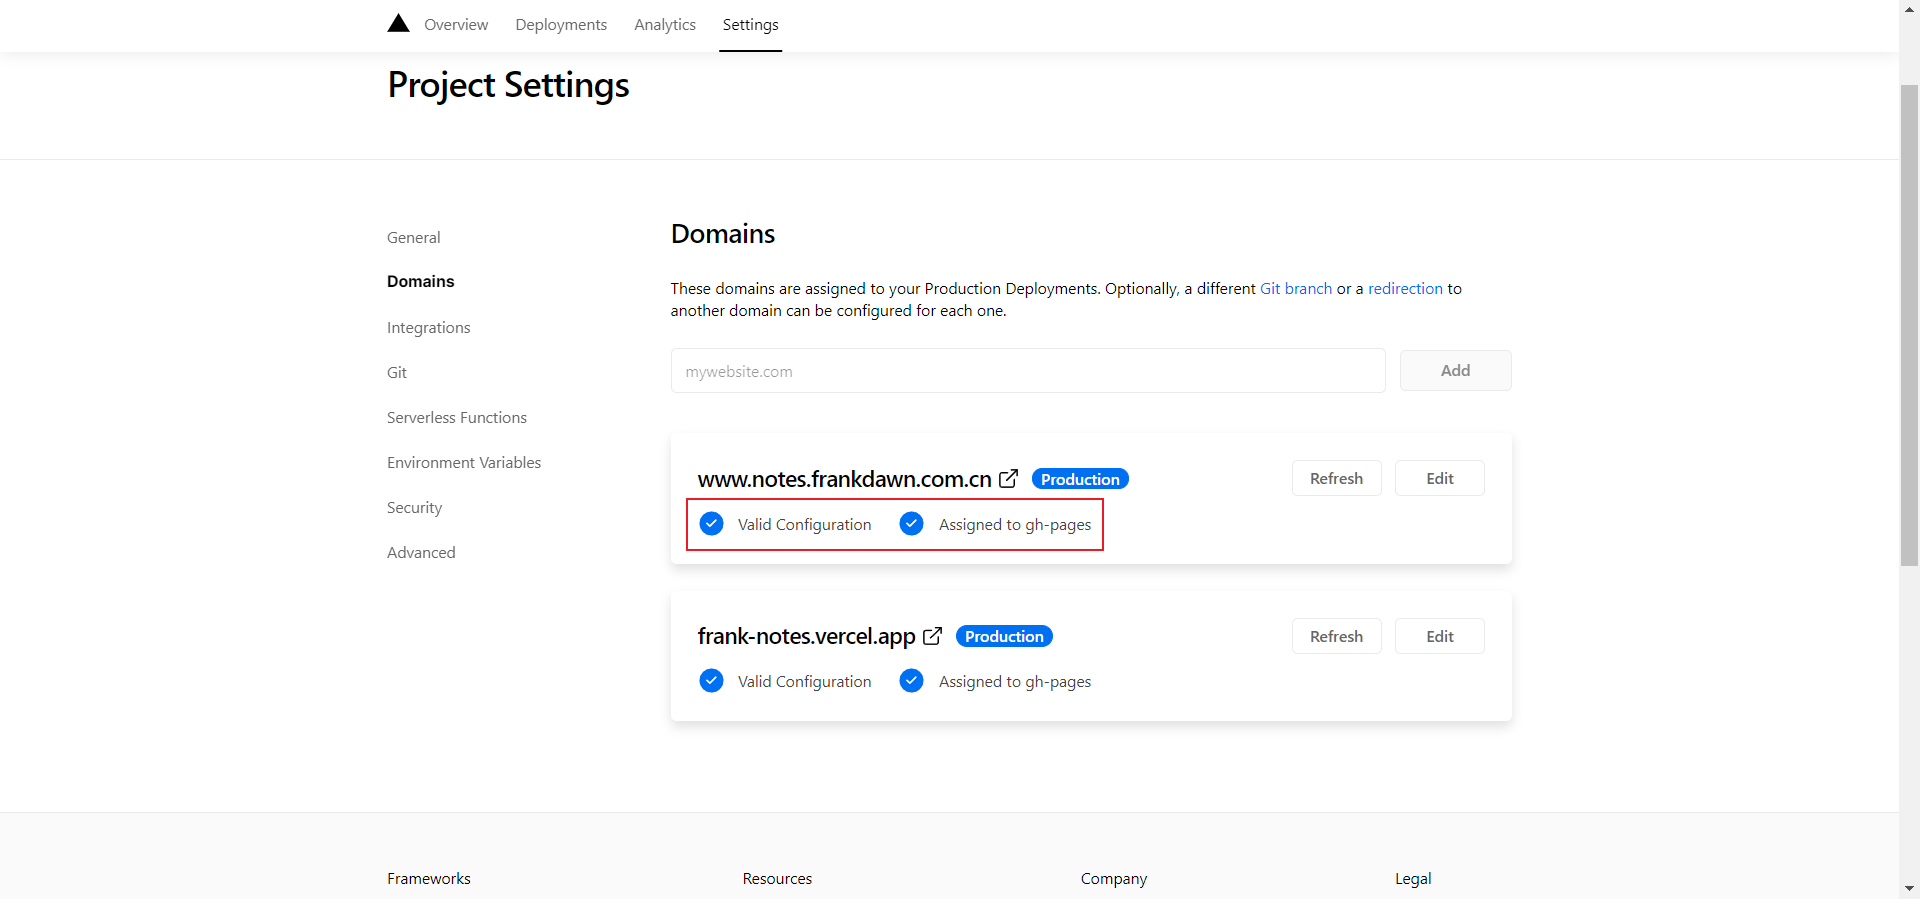 Overview Deployments Analytics Settings
Project Settings
General
Domains
Integrations
Git
Serverless Functions
Environment Variables
Security
Advanced
Domains
These domains are assigned to your Production Deployments. Optionally, a different Git branch or a redirection to
another domain can be configured for each one.
mywebsite.com Add
www.notes.frankdawn.com.cn Production Refresh Edit
Valid Configuration Assigned to gh-pages
frank-notes.vercel.app Production Refresh Edit
Valid Configuration Assigned to gh-pages
Frameworks Resources Company Legal